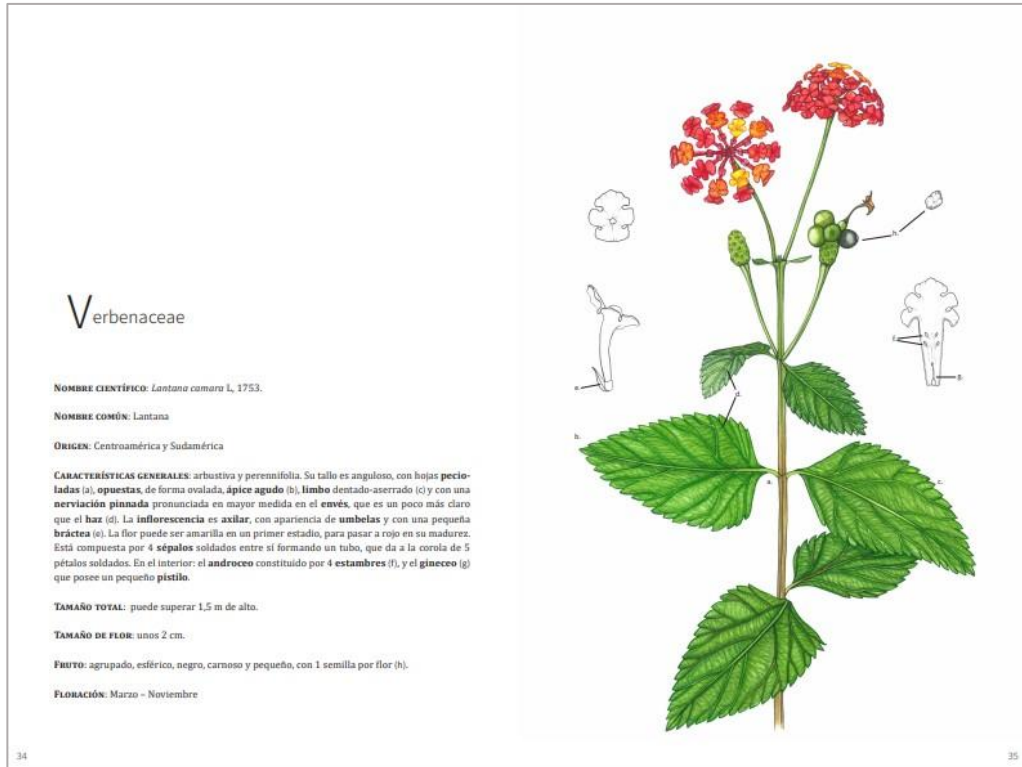 Verbenaceae
NOMBRE CIENTÍFICO: Lantana camara L, 1753.
NOMBRE COMÚN: Lantana
ORIGEN: Centroamérica y Sudamérica
CARACTERÍSTICAS GENERALES: arbustiva y perennifolia. Su tallo es anguloso, con hojas pecio-
ladas (a), opuestas, de forma ovalada, ápice agudo (b), limbo dentado-aserrado (c) y con una
nerviación pinnada pronunciada en mayor medida en el envés, que es un poco más claro
que el haz (d). La inflorescencia es axilar, con apariencia de umbelas y con una pequeña
bráctea (e). La flor puede ser amarilla en un primer estadio, para pasar a rojo en su madurez.
Está compuesta por 4 sépalos soldados entre sí formando un tubo, que da a la corola de 5
pétalos soldados. En el interior: el androceo constituido por 4 estambres (f), y el gineceo (g)
que posee un pequeño pistilo.
TAMAÑO TOTAL: puede superar 1,5 m de alto.
TAMAÑO DE FLOR: unos 2 cm.
FRUTO: agrupado, esférico, negro, carnoso y pequeño, con 1 semilla por flor (h).
FLORACIÓN: Marzo – Noviembre
34
h.
f.
e.
g.
d.
b.
a.
c.
35